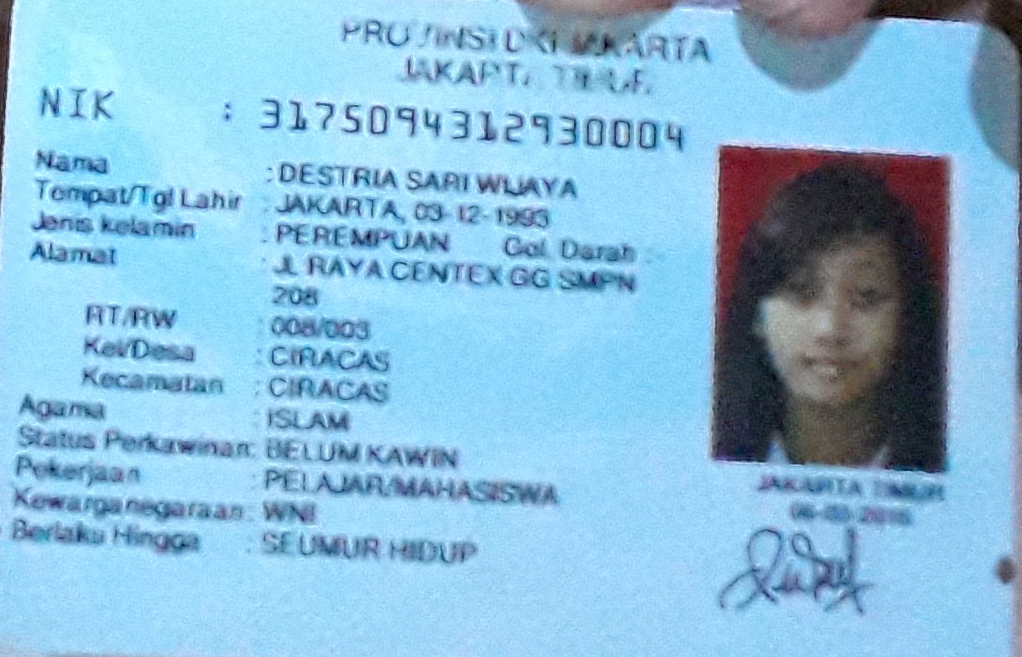 PROVINSI DKI JAKARTA
JAKARTA TIMUR
NIK : 3175094312930004
Nama : DESTRIA SARI WIJAYA
Tempat/Tgl Lahir : JAKARTA, 03-12-1993
Jenis kelamin : PEREMPUAN Gol. Darah : -
Alamat : JL RAYA CENTEX GG SMPN
208
RT/RW : 008/003
Kel/Desa : CIRACAS
Kecamatan : CIRACAS
Agama : ISLAM
Status Perkawinan: BELUM KAWIN
Pekerjaan : PELAJAR/MAHASISWA
Kewarganegaraan: WNI
Berlaku Hingga : SEUMUR HIDUP
JAKARTA TIMUR